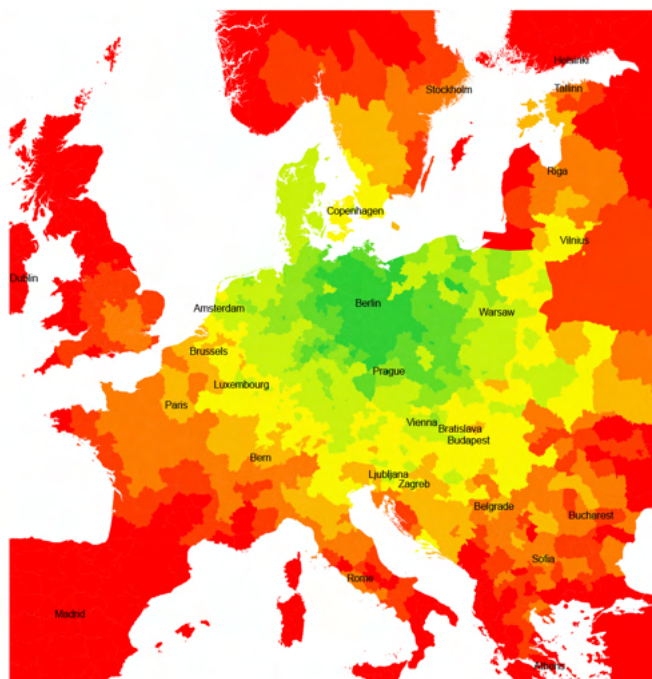 Helsinki
Stockholm
Tallinn
Riga
Copenhagen
Vilnius
Dublin
Berlin
Amsterdam
Warsaw
Brussels
Prague
Luxembourg
Paris
Vienna
Bratislava
Budapest
Bern
Ljubljana
Zagreb
Belgrade
Bucharest
Sofia
Rome
Madrid
Athens